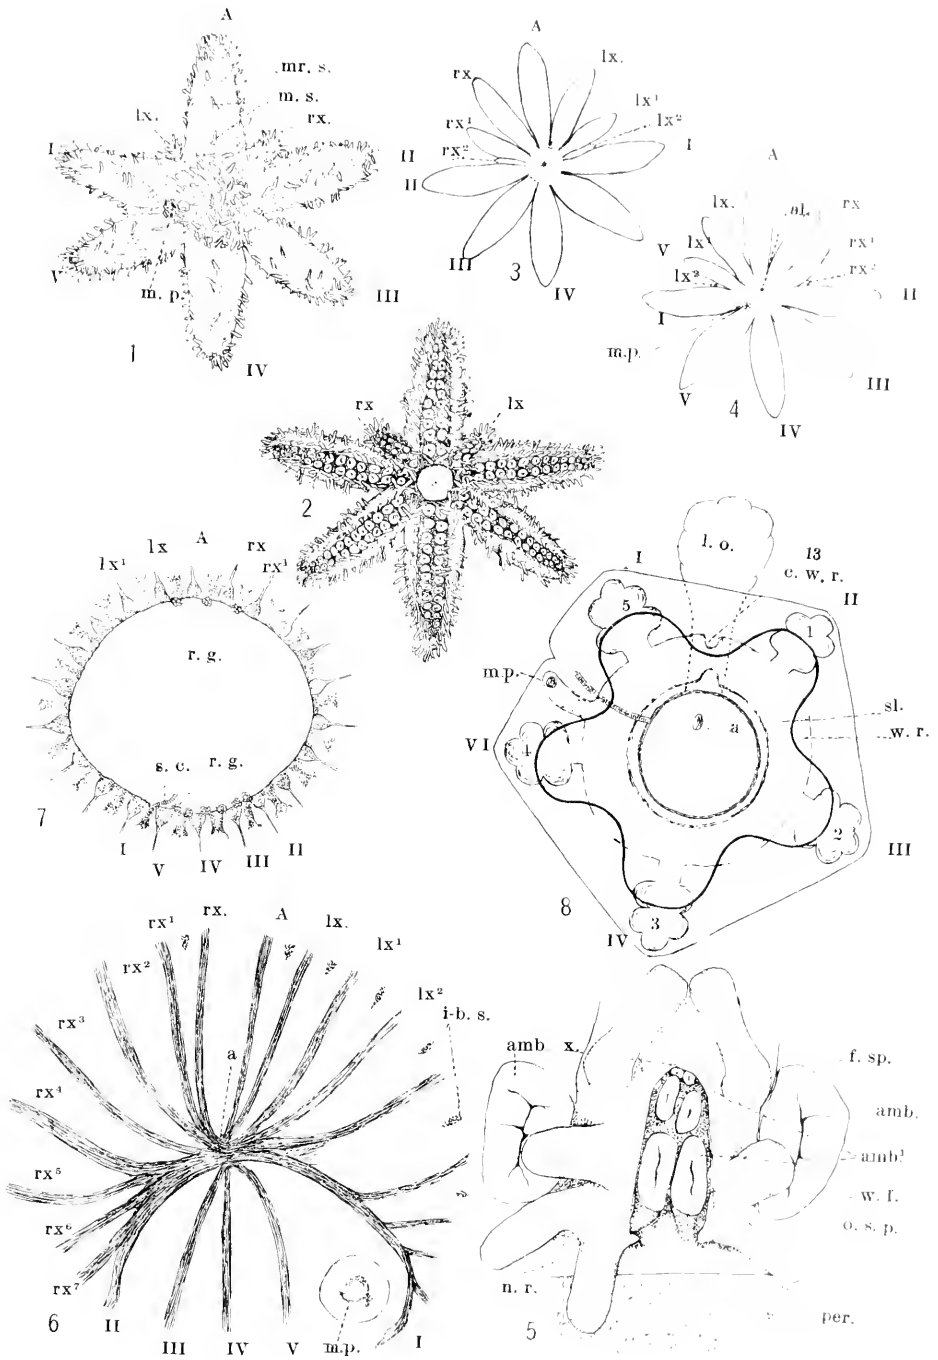 A
mr. s.
m. s.
lx.
rx.
I
V
m. p.
III
IV
1
A
rx
lx.
rx¹
lx¹
lx²
rx²
II
I
II
III
V
IV
3
A
lx.
al.
rx
lx¹
rx¹
lx²
rx²
I
II
m.p.
V
III
IV
4
rx
lx
2
A
lx
rx
lx¹
rx¹
r. g.
s. c.
r. g.
7
I
V
IV
III
II
l. o.
13
c. w. r.
I
II
5
1
m.p.
a
sl.
w. r.
VI
4
2
III
8
IV
3
rx¹
rx.
A
lx.
lx¹
rx²
lx²
i-b. s.
rx³
a
rx⁴
rx⁵
rx⁶
rx⁷
6
II
III
IV
V
m.p.
I
amb
x.
f. sp.
amb.
amb¹
w. f.
o. s. p.
n. r.
5
per.